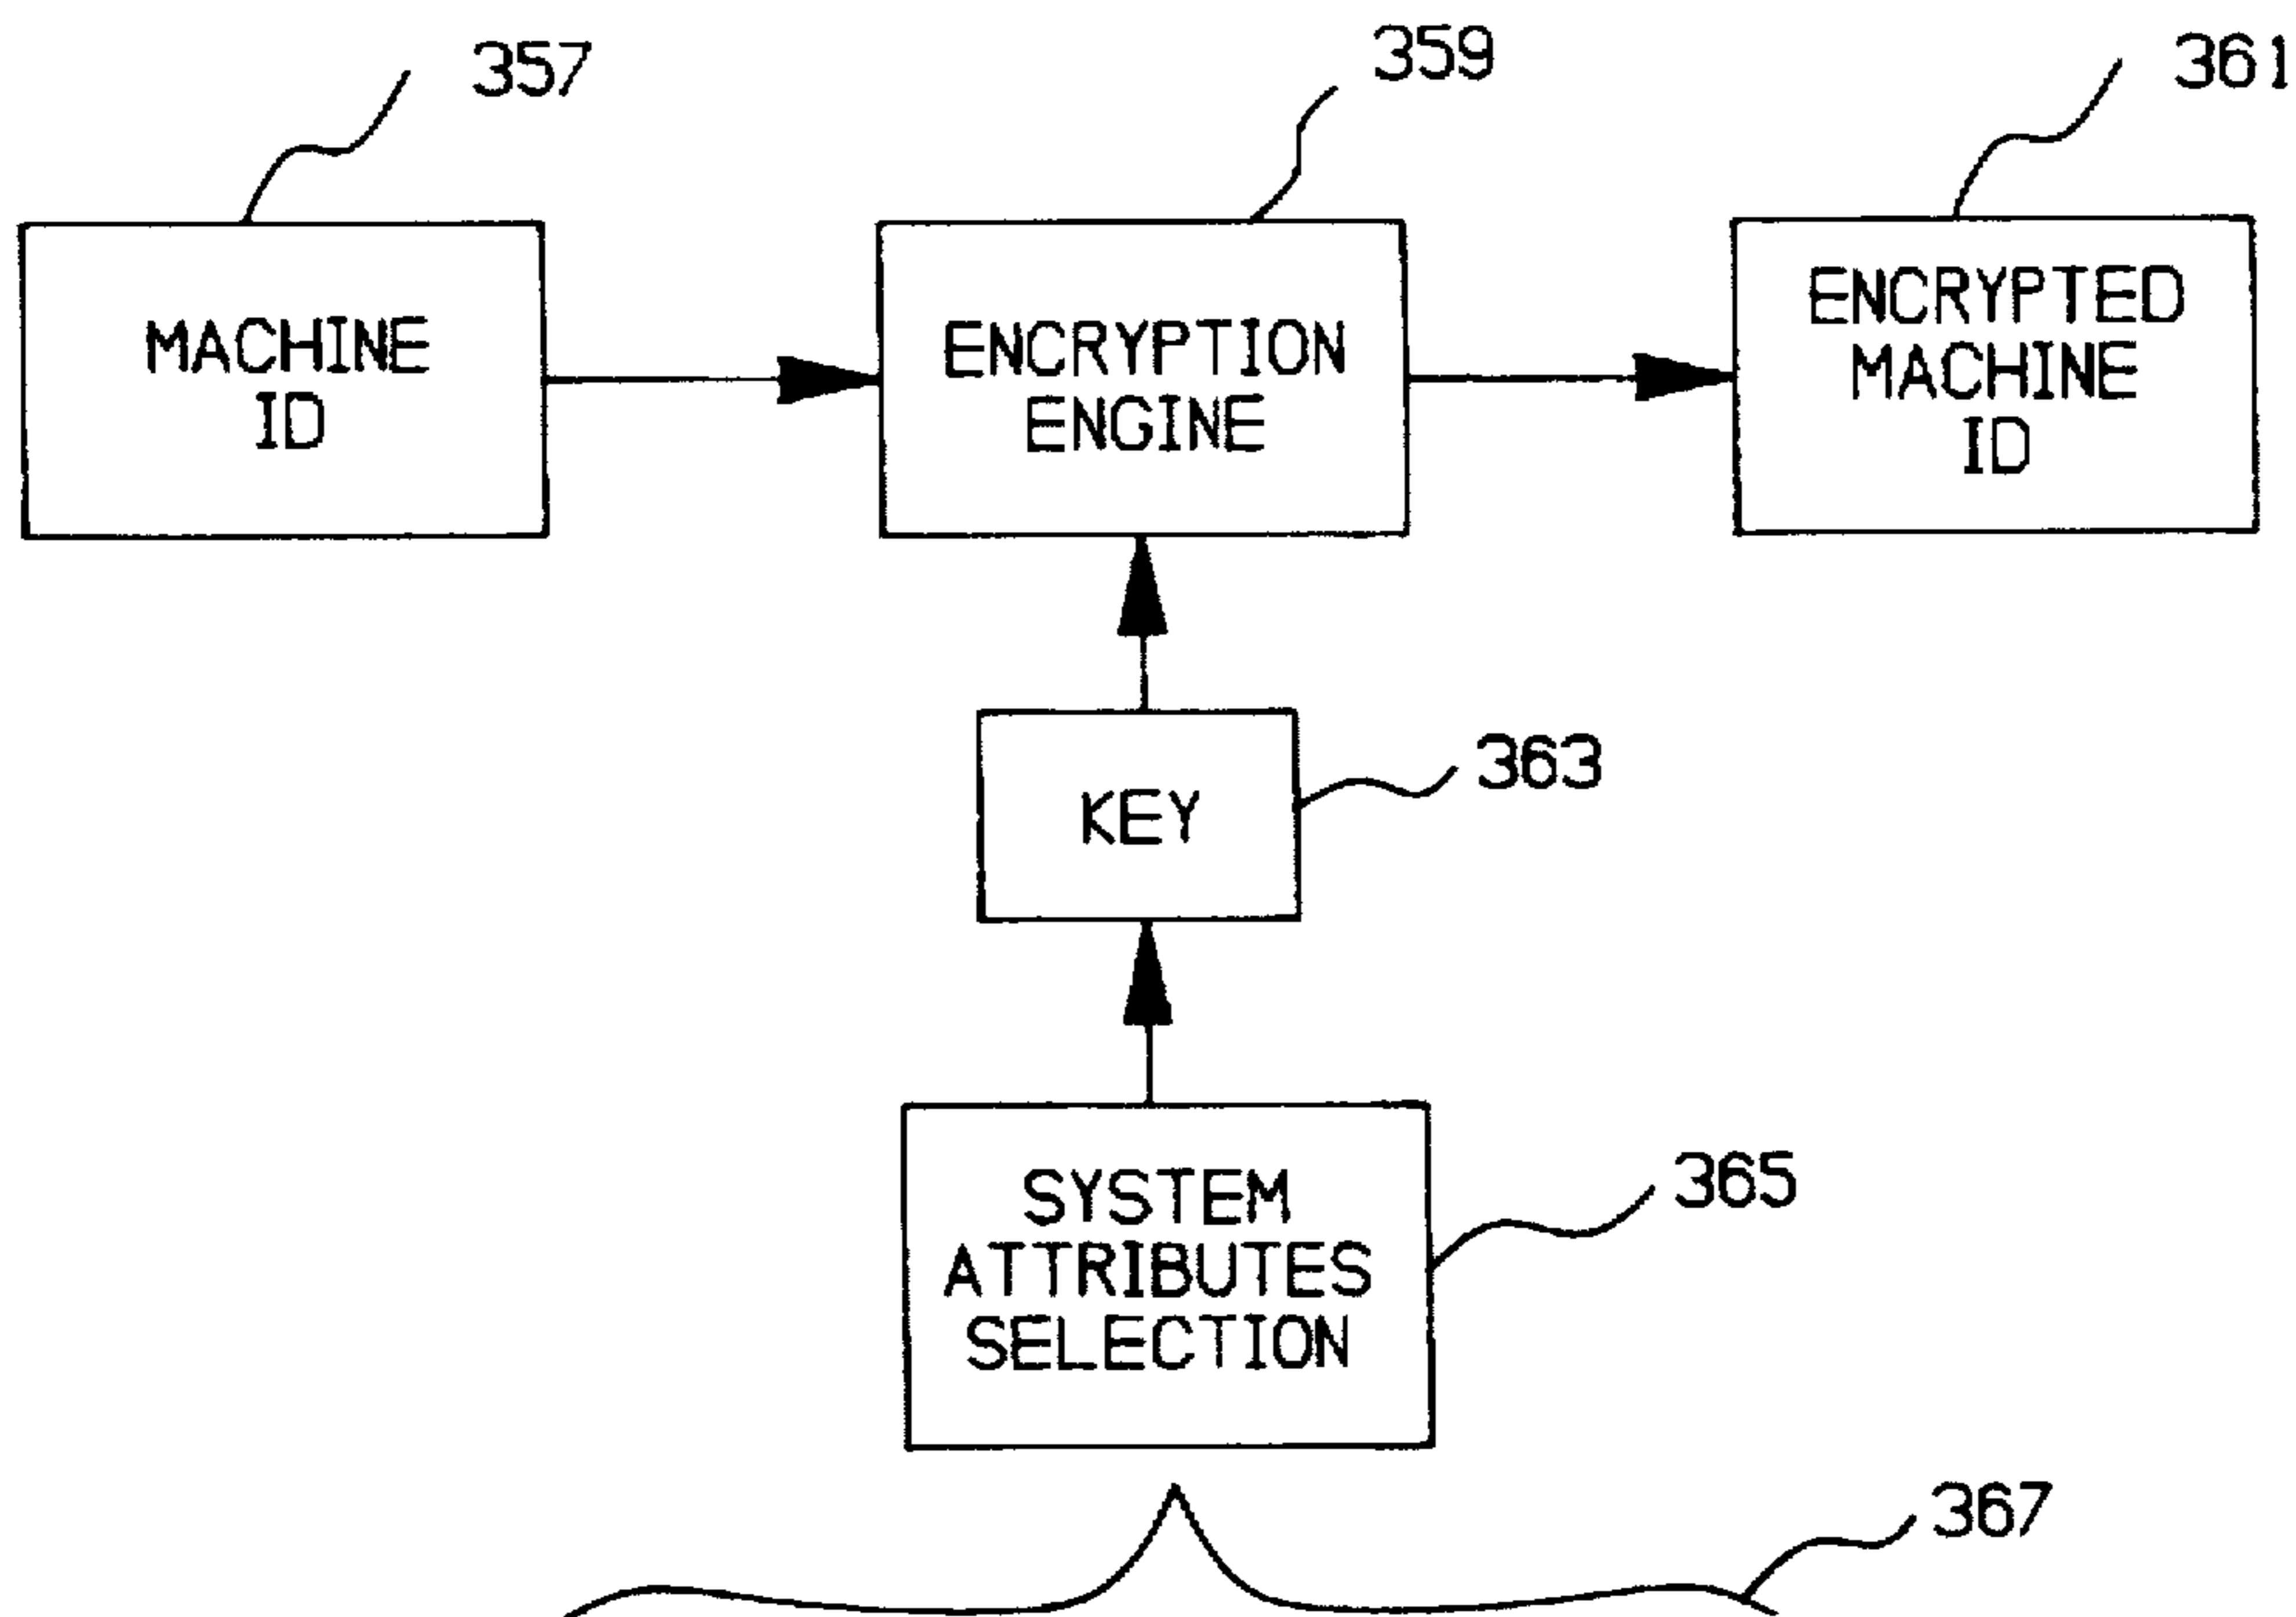 357
359
361
MACHINE
ID
ENCRYPTION
ENGINE
ENCRYPTED
MACHINE
ID
KEY
363
SYSTEM
ATTRIBUTES
SELECTION
365
367